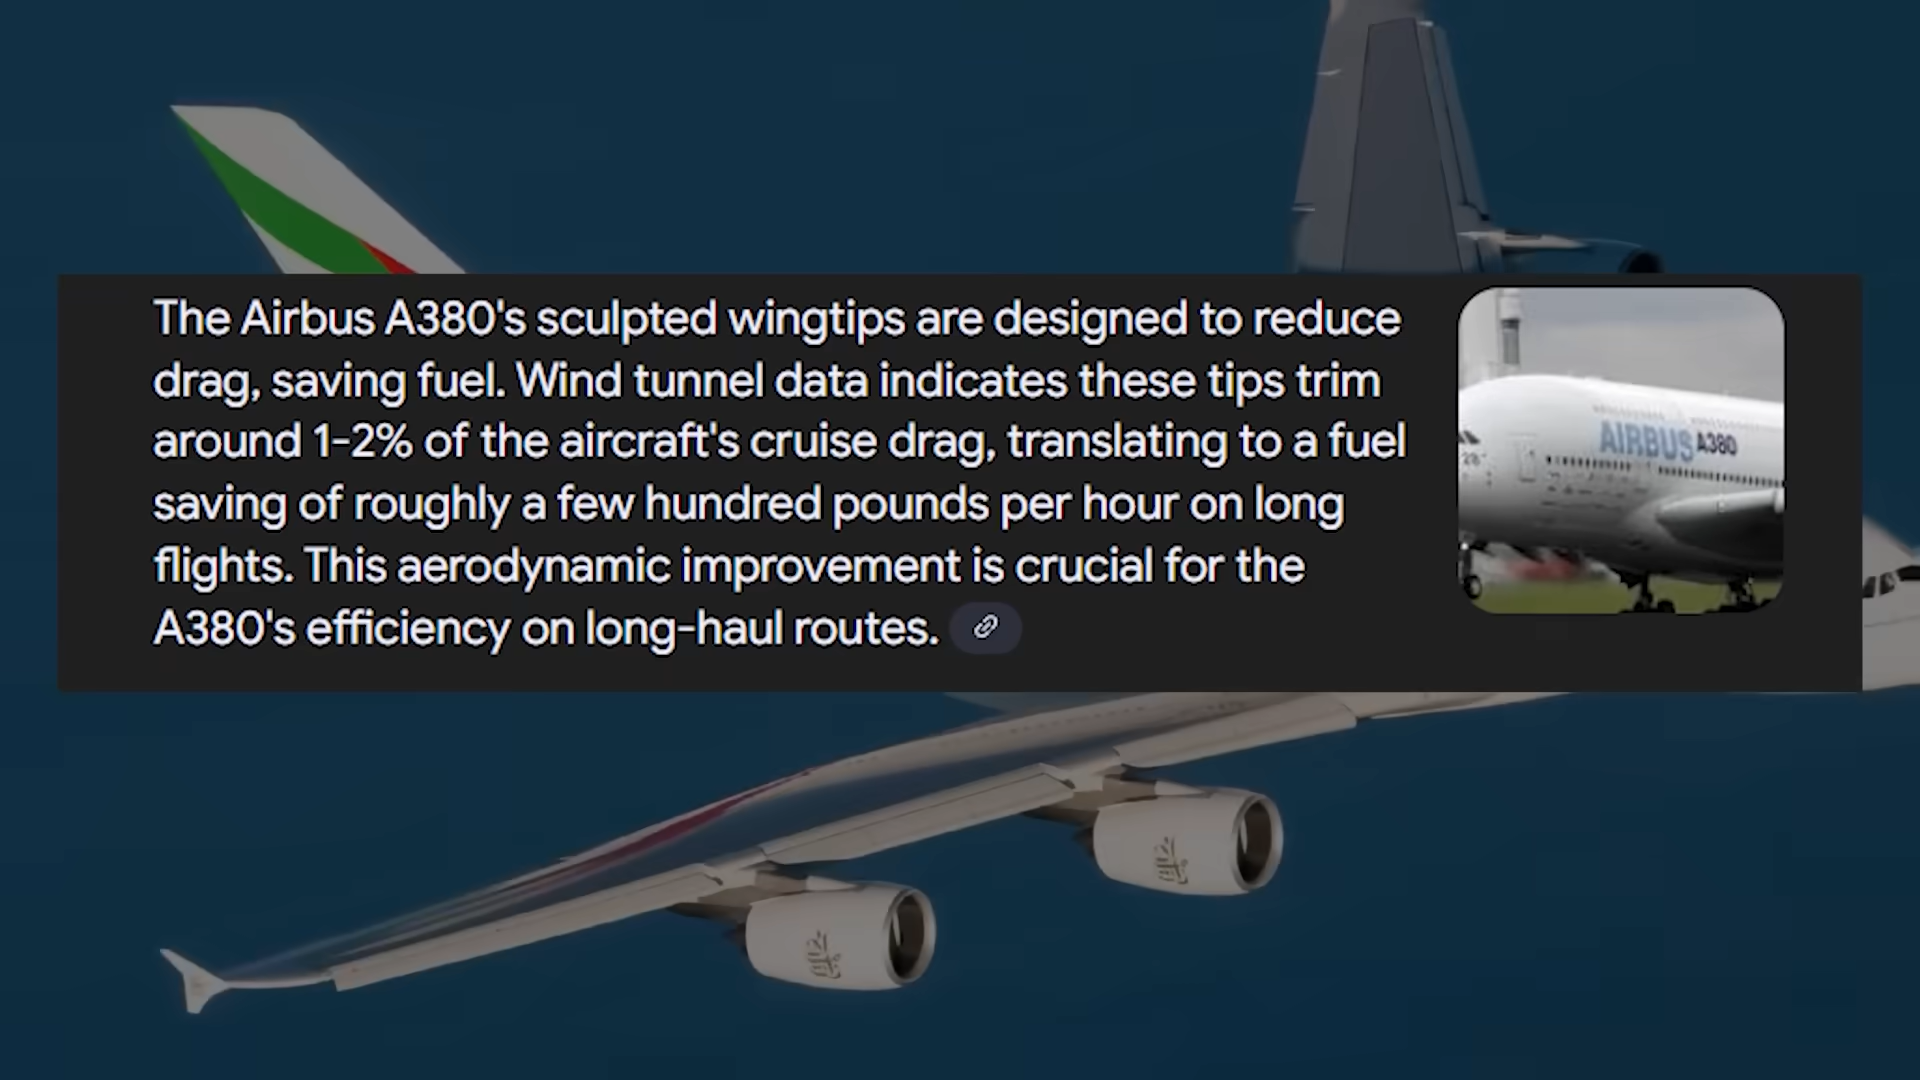 The Airbus A380's sculpted wingtips are designed to reduce
drag, saving fuel. Wind tunnel data indicates these tips trim
around 1-2% of the aircraft's cruise drag, translating to a fuel
saving of roughly a few hundred pounds per hour on long
flights. This aerodynamic improvement is crucial for the
A380's efficiency on long-haul routes.
AIRBUS A380